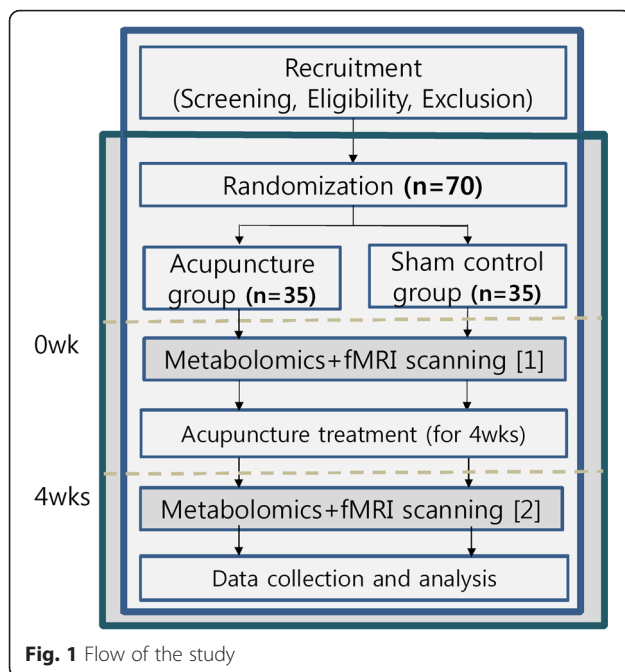 Recruitment
(Screening, Eligibility, Exclusion)
Randomization (n=70)
Acupuncture
group (n=35)
Sham control
group (n=35)
0wk
Metabolomics+fMRI scanning [1]
Acupuncture treatment (for 4wks)
4wks
Metabolomics+fMRI scanning [2]
Data collection and analysis
Fig. 1 Flow of the study